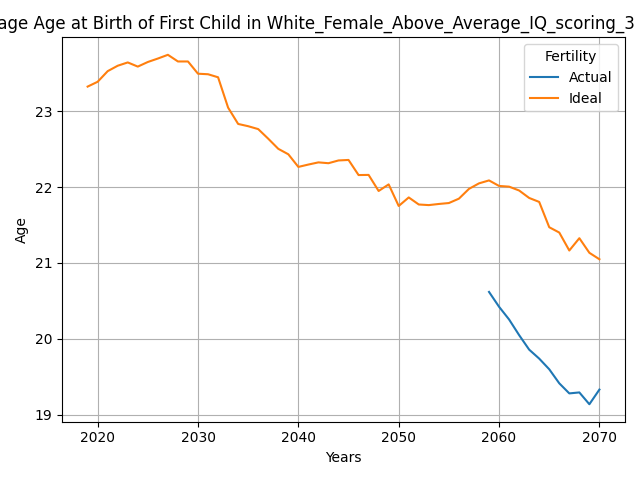 age Age at Birth of First Child in White_Female_Above_Average_IQ_scoring_3
Fertility
Actual
Ideal
23
22
21
20
19
Age
2020 2030 2040 2050 2060 2070
Years